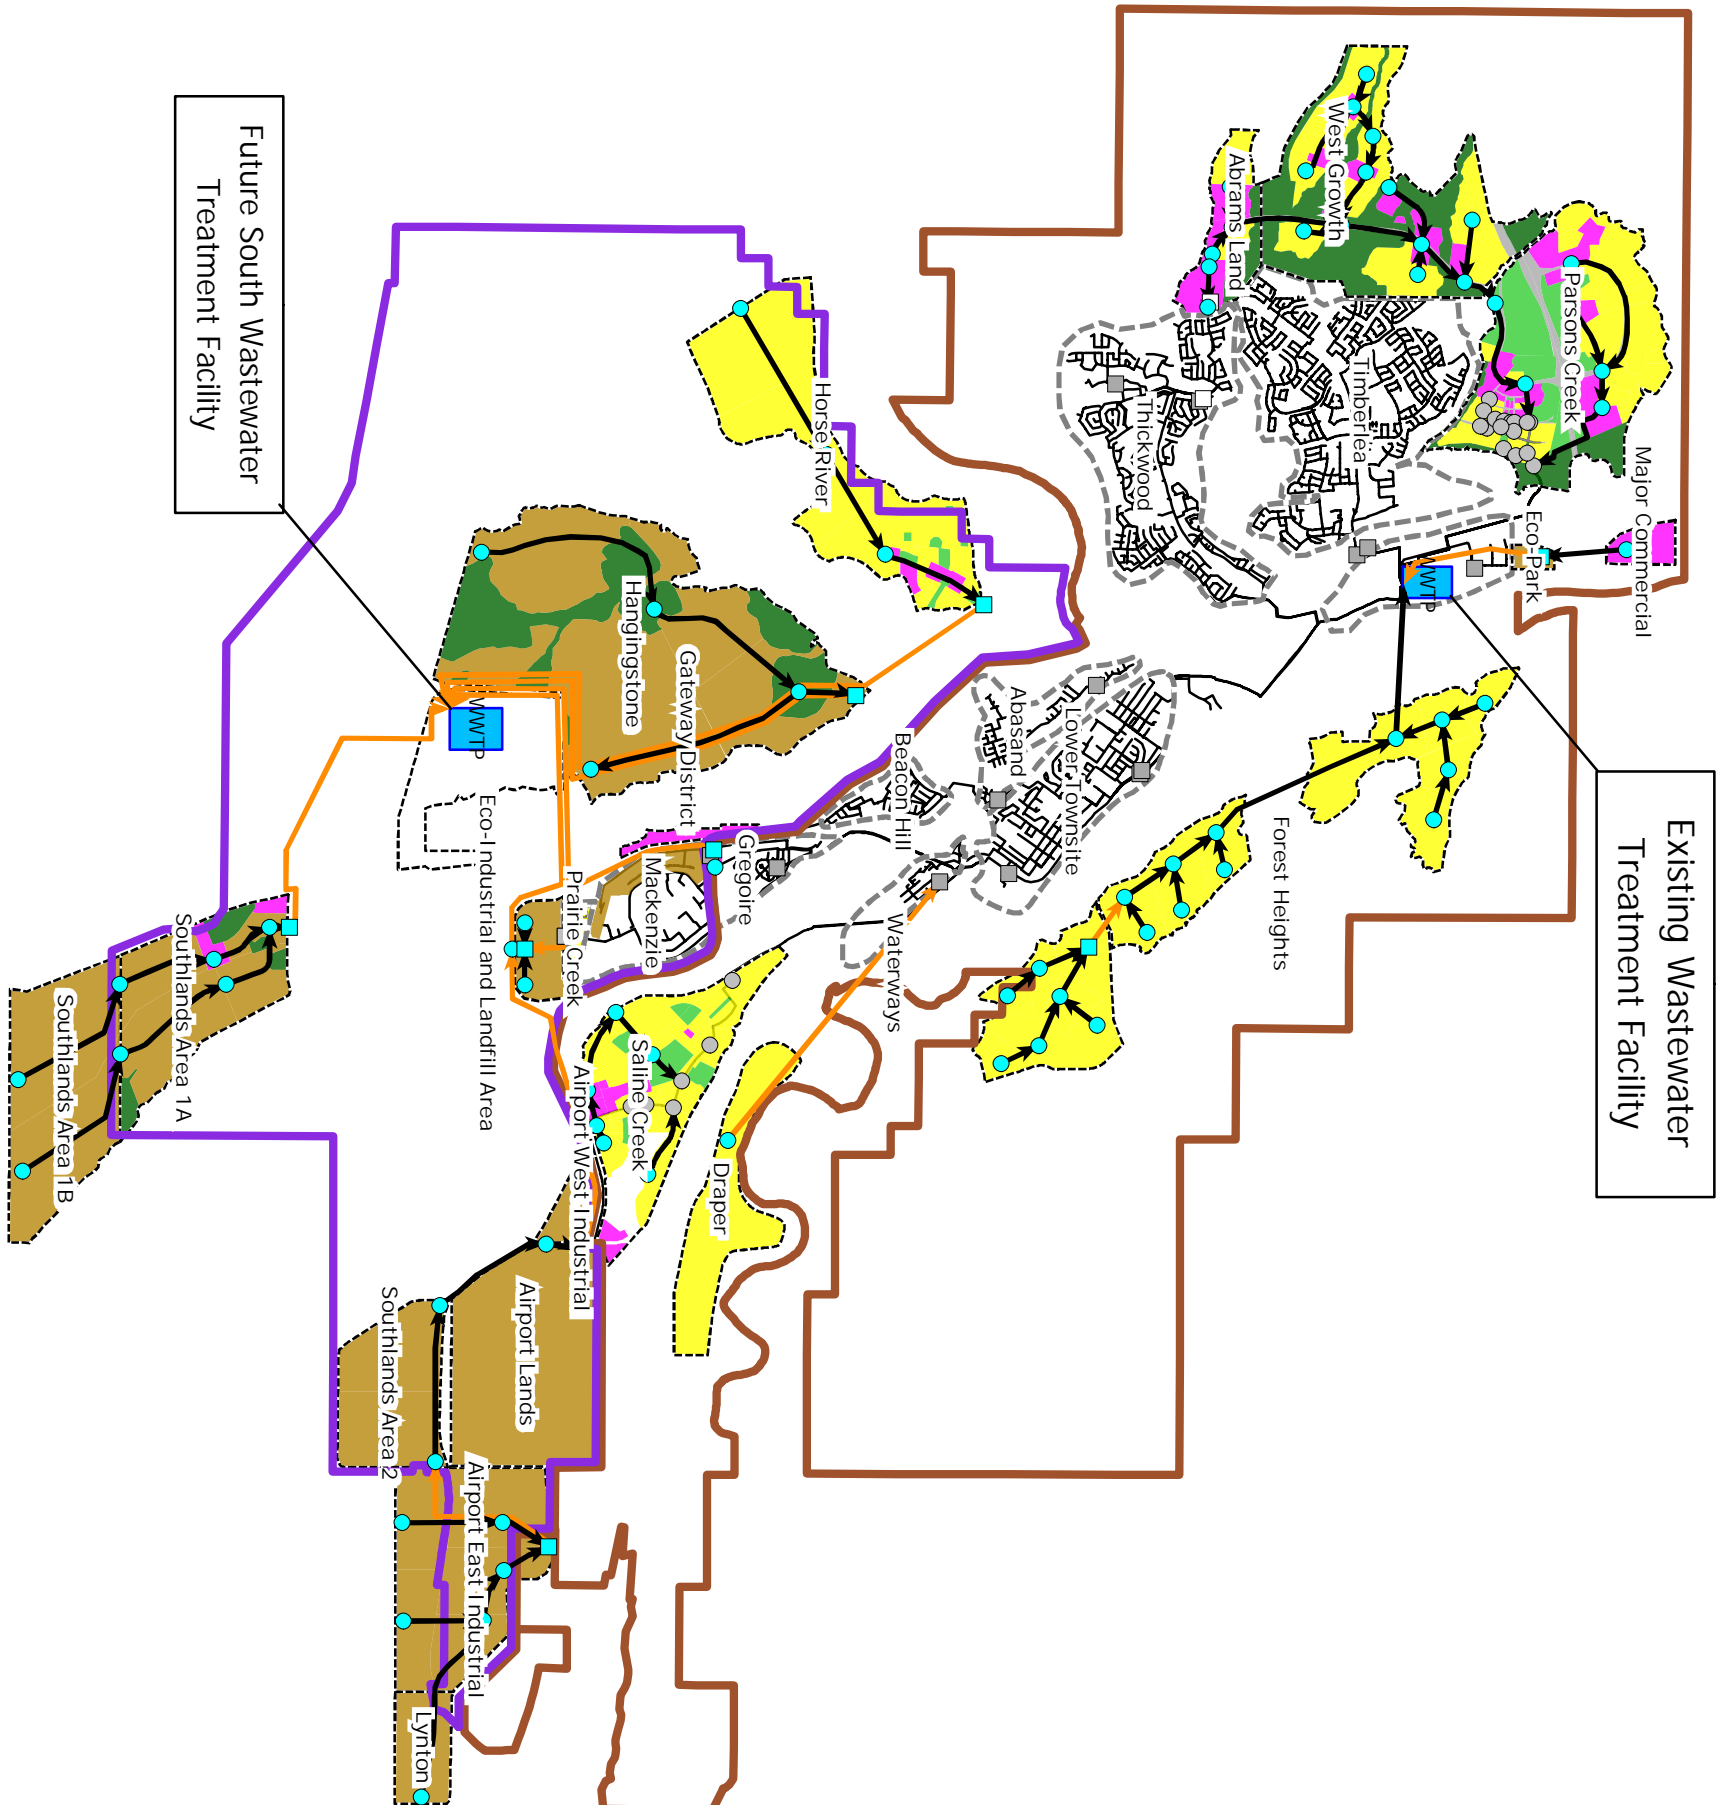 Existing Wastewater
Treatment Facility
Major Commercial
Parsons Creek
Eco Park
WTP
West Growth
Timberlea
Abrams Land
Thickwood
Forest Heights
Lower Townsite
Abasand
Beacon Hill
Waterways
Horse River
Gregoire
Draper
Gateway District
Mackenzie
Saline Creek
Hangingstone
Prairie Creek
Airport West Industrial
Airport Lands
WWTP
Eco-Industrial and Landfill Area
Airport East Industrial
Lynton
Southlands Area 2
Future South Wastewater
Treatment Facility
Southlands Area 1A
Southlands Area 1B